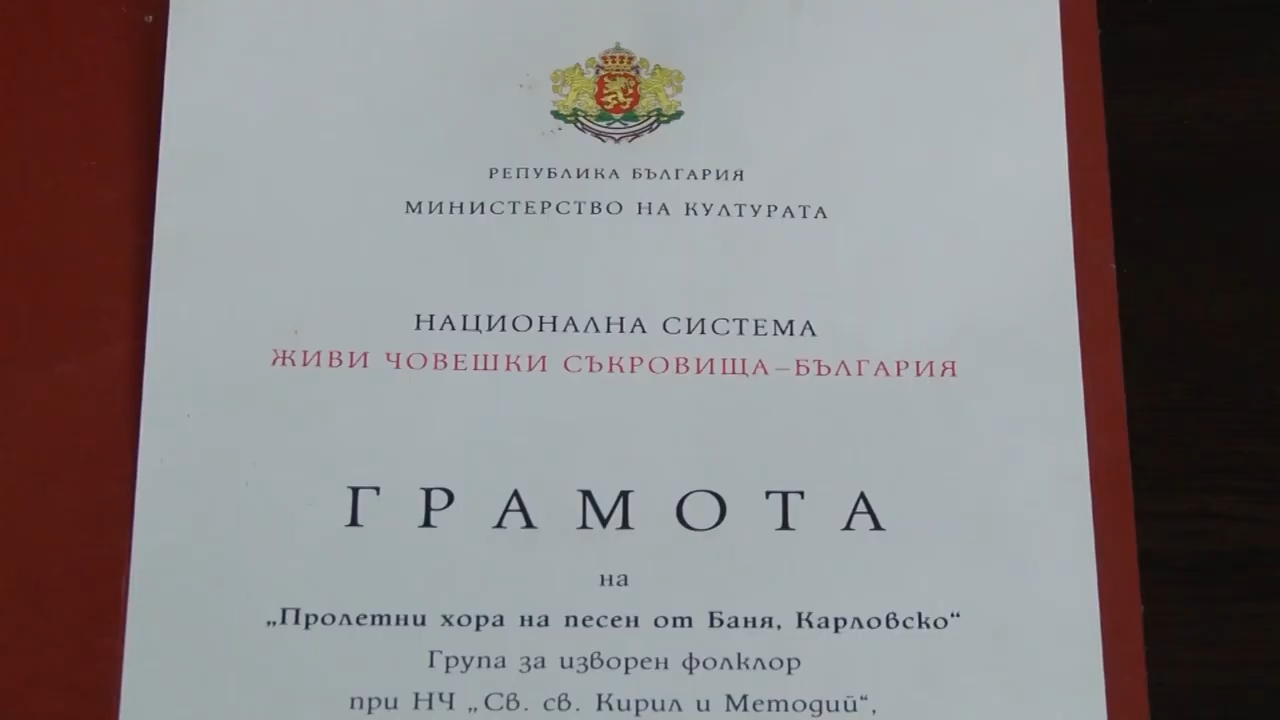 РЕПУБЛИКА БЪЛГАРИЯ
МИНИСТЕРСТВО НА КУЛТУРАТА
НАЦИОНАЛНА СИСТЕМА
ЖИВИ ЧОВЕШКИ СЪКРОВИЩА–БЪЛГАРИЯ
ГРАМОТА
на
„Пролетни хора на песен от Баня, Карловско“
Група за изворен фолклор
при НЧ „Св. св. Кирил и Методий“,